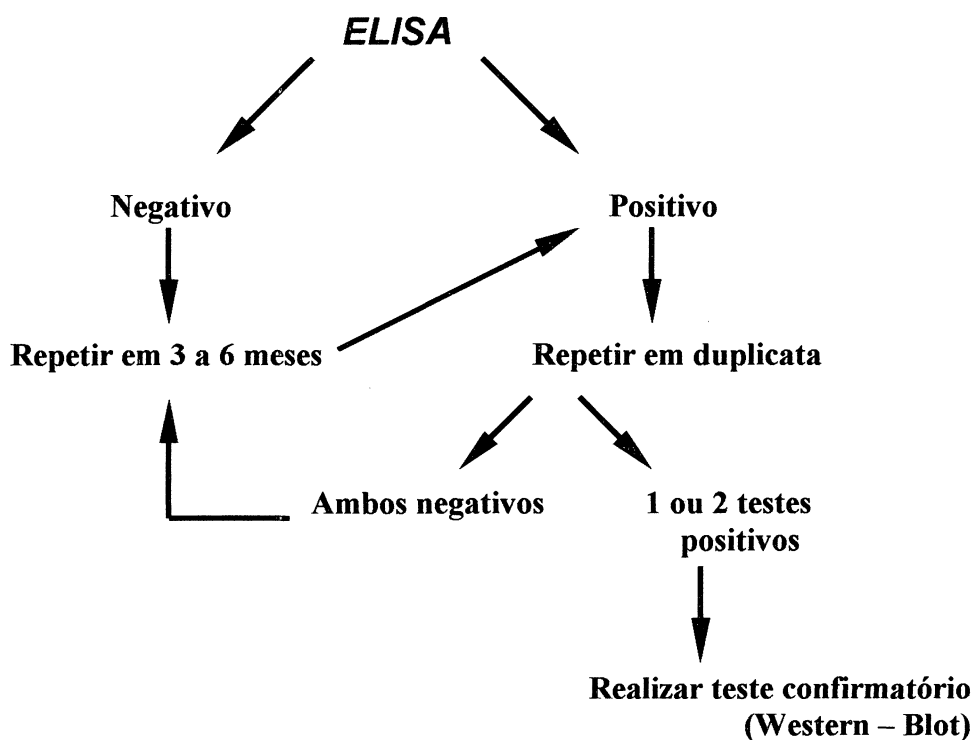 ELISA
Negativo
Positivo
Repetir em 3 a 6 meses
Repetir em duplicata
Ambos negativos
1 ou 2 testes
positivos
Realizar teste confirmatório
(Western – Blot)